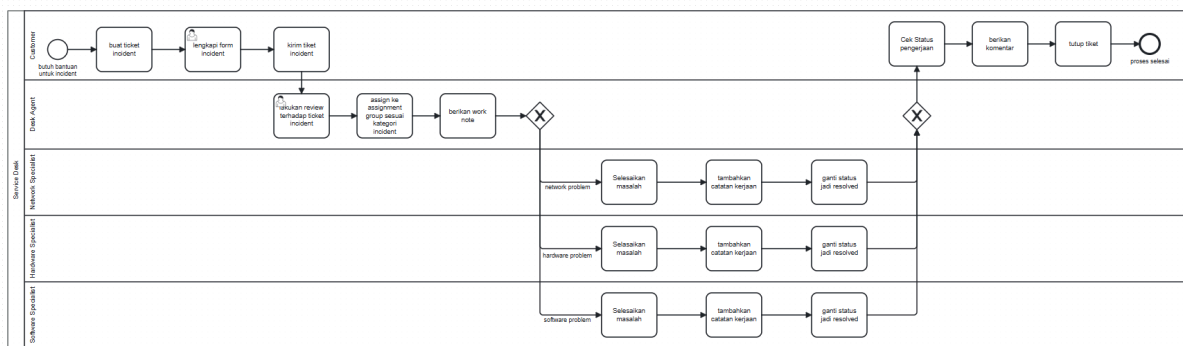 Service Desk
Customer
butuh bantuan
untuk incident
buat ticket
incident
lengkapi form
incident
kirim tiket
incident
Cek Status
pengerjaan
berikan
komentar
tutup tiket
proses selesai
Desk Agent
lakukan review
terhadap ticket
incident
assign ke
assignment
group sesuai
kategori
incident
berikan work
note
Network Specialist
network problem
Selesaikan
masalah
tambahkan
catatan kerjaan
ganti status
jadi resolved
Hardware Specialist
hardware problem
Selasaikan
masalah
tambahkan
catatan kerjaan
ganti status
jadi resolved
Software Specialist
software problem
Selesaikan
masalah
tambahkan
catatan kerjaan
ganti status
jadi resolved